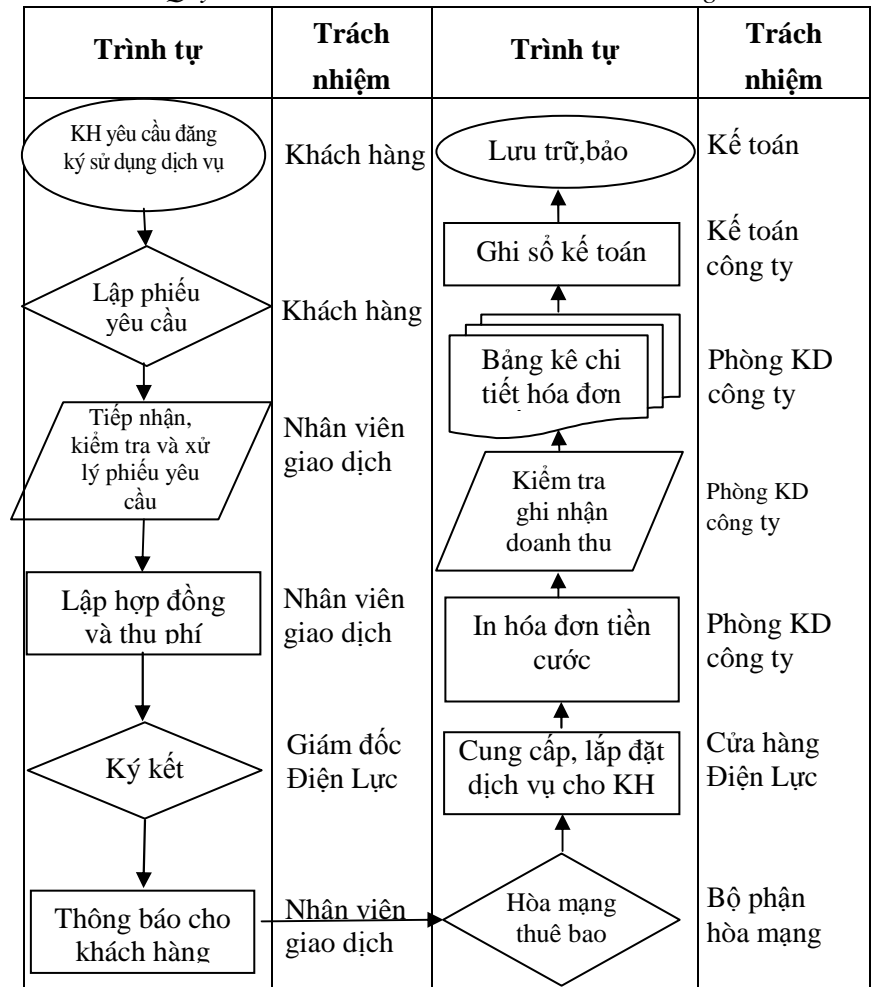 Trình tự
Trách
nhiệm
Trình tự
Trách
nhiệm
KH yêu cầu đăng
ký sử dụng dịch vụ
Khách hàng
Lập phiếu
yêu cầu
Khách hàng
Tiếp nhận,
kiểm tra và xử
lý phiếu yêu
cầu
Nhân viên
giao dịch
Lập hợp đồng
và thu phí
Nhân viên
giao dịch
Ký kết
Giám đốc
Điện Lực
Thông báo cho
khách hàng
Nhân viên
giao dịch
Lưu trữ,bảo
Kế toán
Ghi sổ kế toán
Kế toán
công ty
Bảng kê chi
tiết hóa đơn
Phòng KD
công ty
Kiểm tra
ghi nhận
doanh thu
Phòng KD
công ty
In hóa đơn tiền
cước
Phòng KD
công ty
Cung cấp, lắp đặt
dịch vụ cho KH
Cửa hàng
Điện Lực
Hòa mạng
thuê bao
Bộ phận
hòa mạng